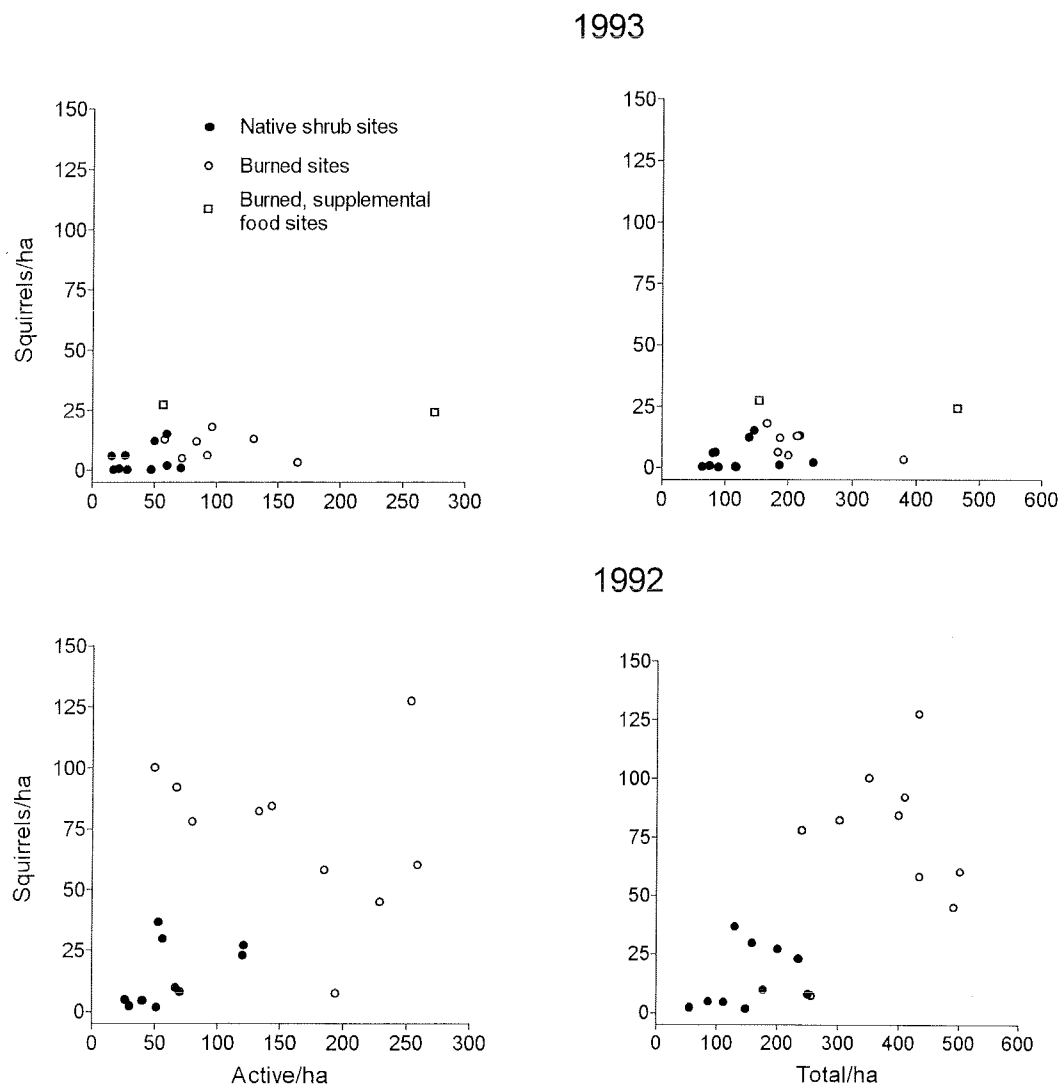 1993
150
125
100
75
50
25
0
Squirrels/ha
Native shrub sites
Burned sites
Burned, supplemental
food sites
0 50 100 150 200 250 300
150
125
100
75
50
25
0
0 100 200 300 400 500 600
1992
150
125
100
75
50
25
0
Squirrels/ha
0 50 100 150 200 250 300
Active/ha
150
125
100
75
50
25
0
0 100 200 300 400 500 600
Total/ha